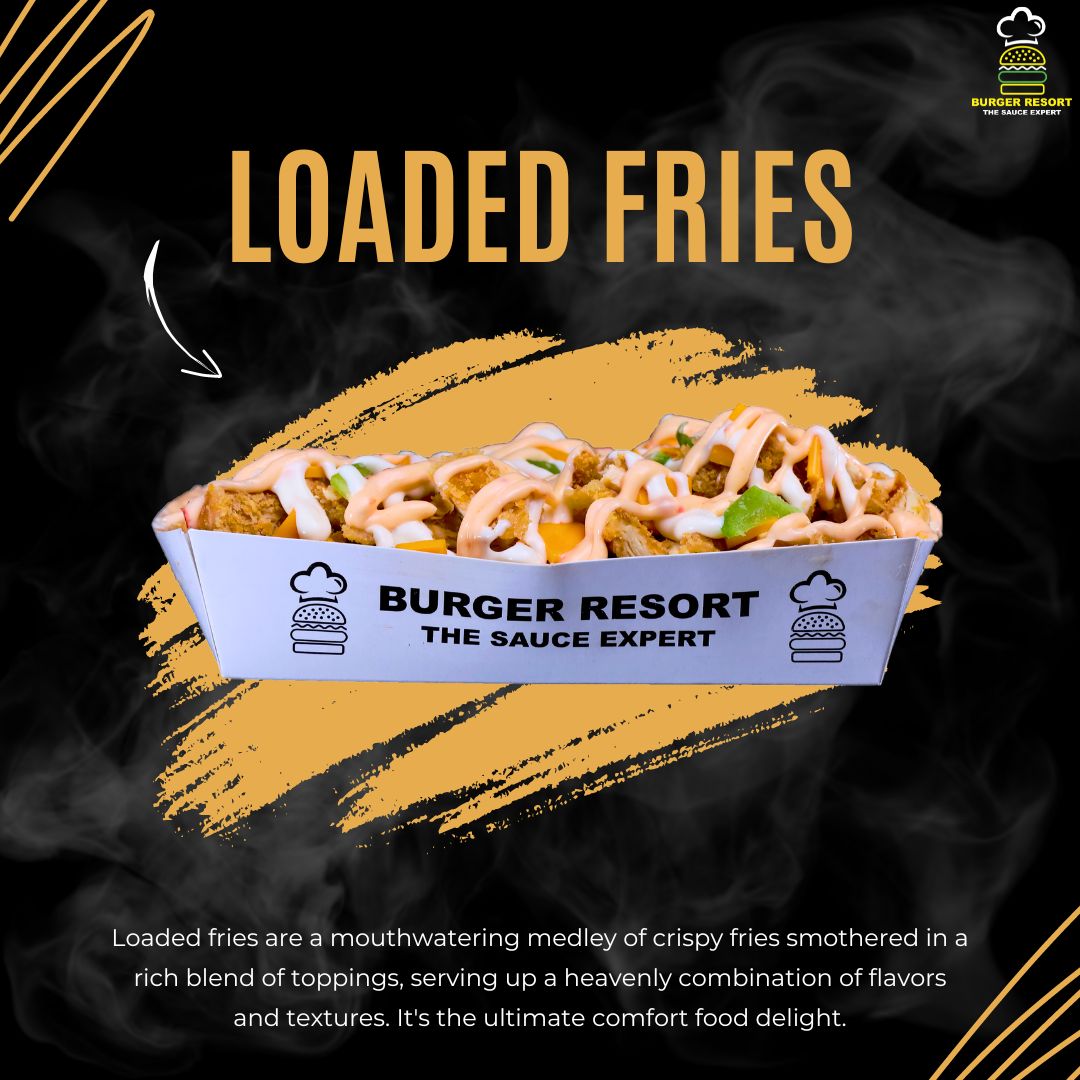 BURGER RESORT
THE SAUCE EXPERT
LOADED FRIES
BURGER RESORT
THE SAUCE EXPERT
Loaded fries are a mouthwatering medley of crispy fries smothered in a
rich blend of toppings, serving up a heavenly combination of flavors
and textures. It's the ultimate comfort food delight.